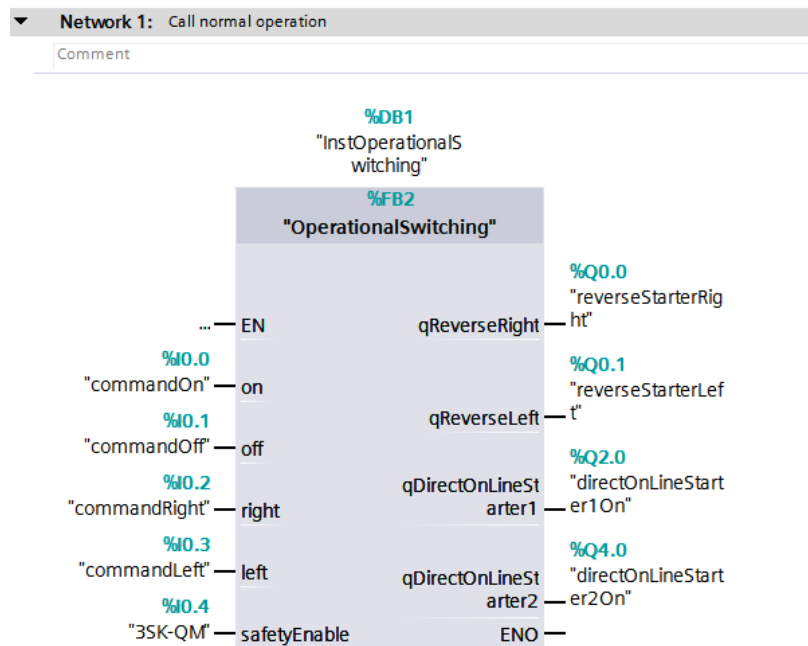 Network 1: Call normal operation
Comment
%DB1
"InstOperationalS
witching"
%FB2
"OperationalSwitching"
%Q0.0
"reverseStarterRig
ht"
... EN
qReverseRight
%I0.0
"commandOn"
on
%Q0.1
"reverseStarterLef
t"
qReverseLeft
%I0.1
"commandOff"
off
%Q2.0
"directOnLineStart
er1On"
%I0.2
"commandRight"
right
qDirectOnLineSt
arter1
%I0.3
"commandLeft"
left
%Q4.0
"directOnLineStart
er2On"
qDirectOnLineSt
arter2
%I0.4
"3SK-QM"
safetyEnable
ENO